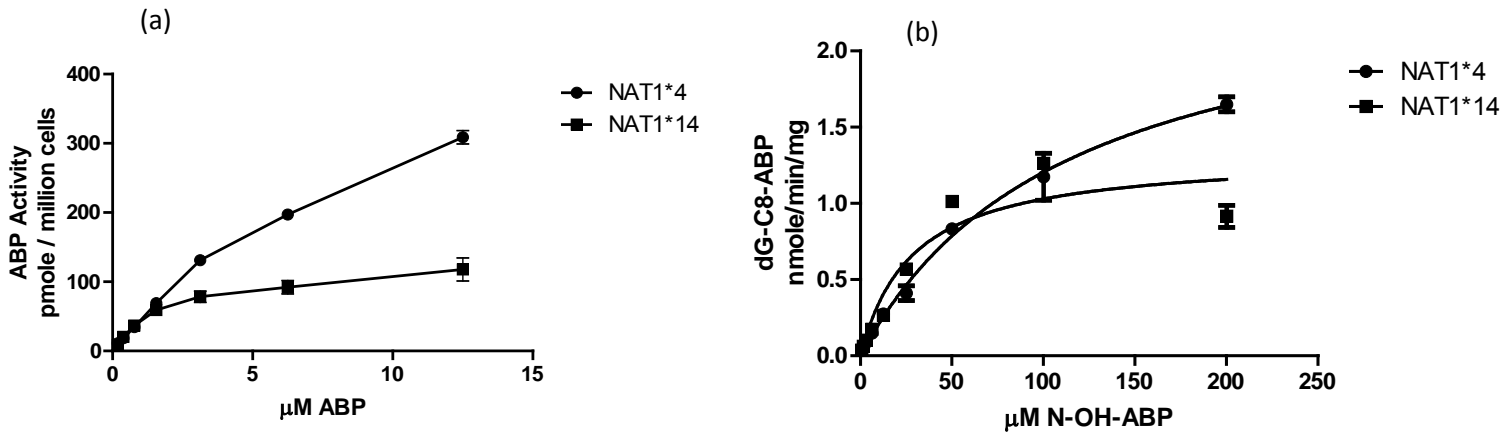 (a)
400
300
200
100
0
0 5 10 15
ABP Activity
pmole / million cells
μM ABP
NAT1*4
NAT1*14
(b)
2.0
1.5
1.0
0.5
0.0
0 50 100 150 200 250
dG-C8-ABP
nmole/min/mg
μM N-OH-ABP
NAT1*4
NAT1*14